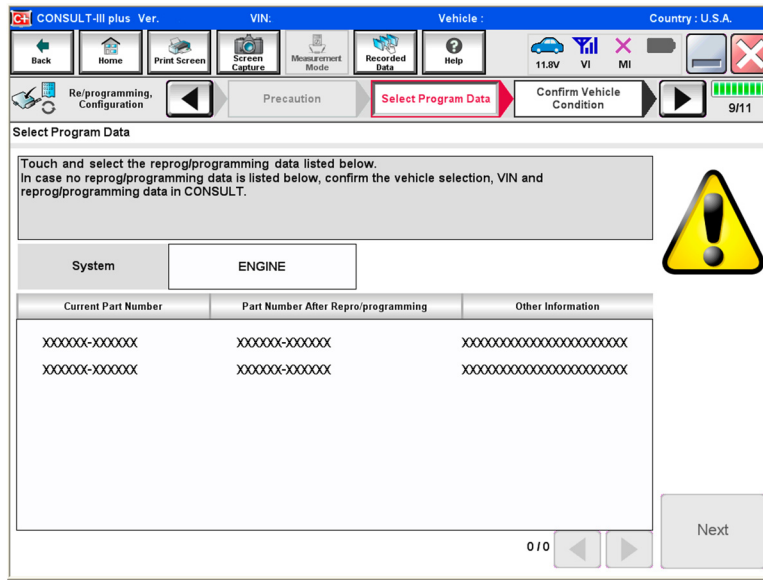 C+ CONSULT-III plus Ver. VIN: Vehicle : Country : U.S.A.
Back Home Print Screen Screen Capture Measurement Mode Recorded Data Help 11.8V VI MI
Re/programming, Configuration Precaution Select Program Data Confirm Vehicle Condition 9/11
Select Program Data
Touch and select the reprog/programming data listed below.
In case no reprog/programming data is listed below, confirm the vehicle selection, VIN and
reprog/programming data in CONSULT.
System ENGINE
Current Part Number Part Number After Repro/programming Other Information
XXXXXX-XXXXXX XXXXXX-XXXXXX XXXXXXXXXXXXXXXXXXXXXXX
XXXXXX-XXXXXX XXXXXX-XXXXXX XXXXXXXXXXXXXXXXXXXXXXX
Next
0/0